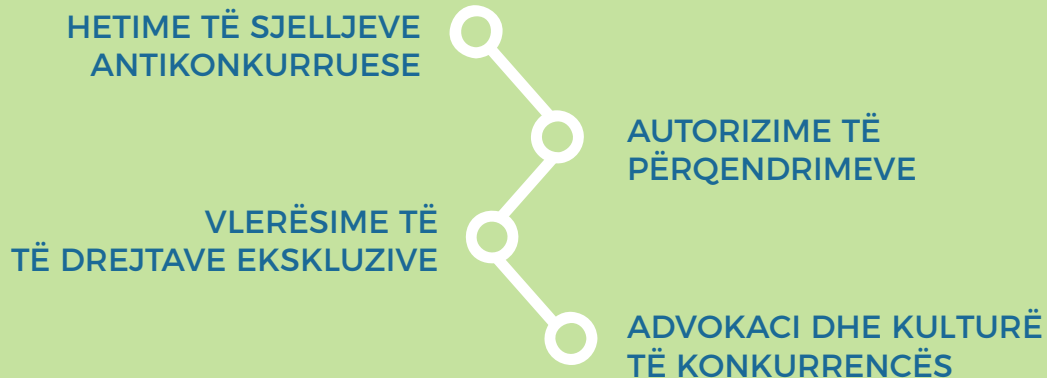 HETIME TË SJELLJEVE
ANTIKONKURRUESE
AUTORIZIME TË
PËRQENDRIMEVE
VLERËSIME TË
TË DREJTAVE EKSKLUZIVE
ADVOKACI DHE KULTURË
TË KONKURRENCËS